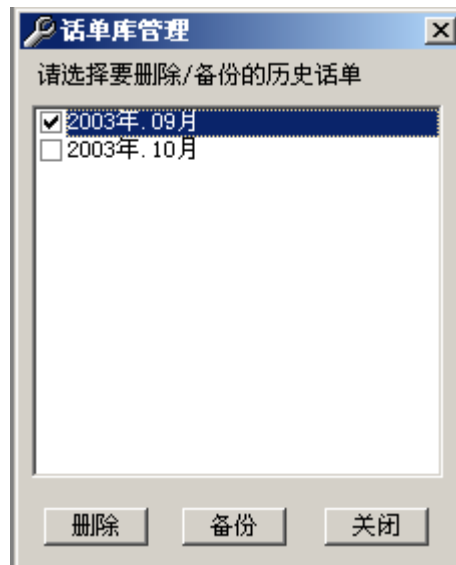 话单库管理
请选择要删除/备份的历史话单
2003年.09月
2003年.10月
删除 备份 关闭